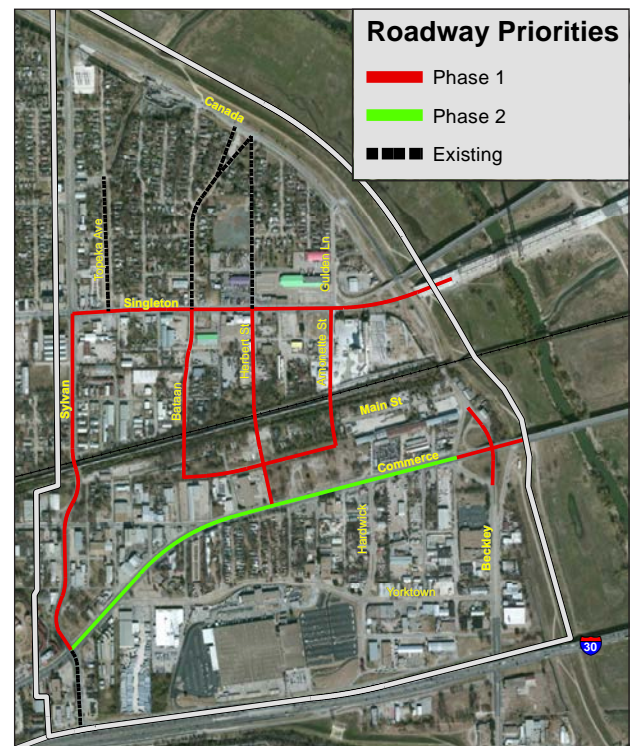 Roadway Priorities
Phase 1
Phase 2
Existing
Canada
Topeka Ave
Gulden Ln
Singleton
Herbert St
Amonette St
Sylvan
Bataan
Main St
Commerce
Hardwick
Beckley
Yorktown
30